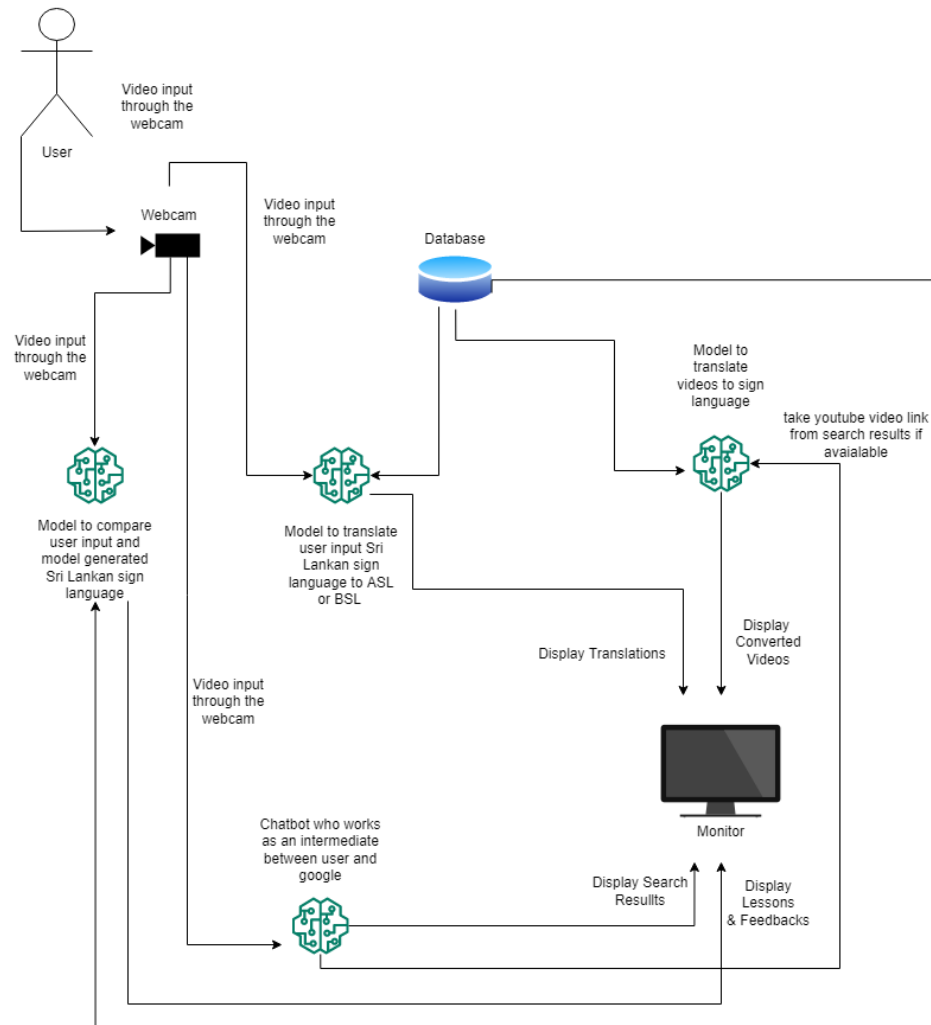 Video input
through the
webcam
User
Webcam
Video input
through the
webcam
Database
Video input
through the
webcam
Model to
translate
videos to sign
language
take youtube video link
from search results if
avaialable
Model to compare
user input and
model generated
Sri Lankan sign
language
Model to translate
user input Sri
Lankan sign
language to ASL
or BSL
Display Translations
Display
Converted
Videos
Video input
through the
webcam
Monitor
Chatbot who works
as an intermediate
between user and
google
Display Search
Resullts
Display
Lessons
& Feedbacks